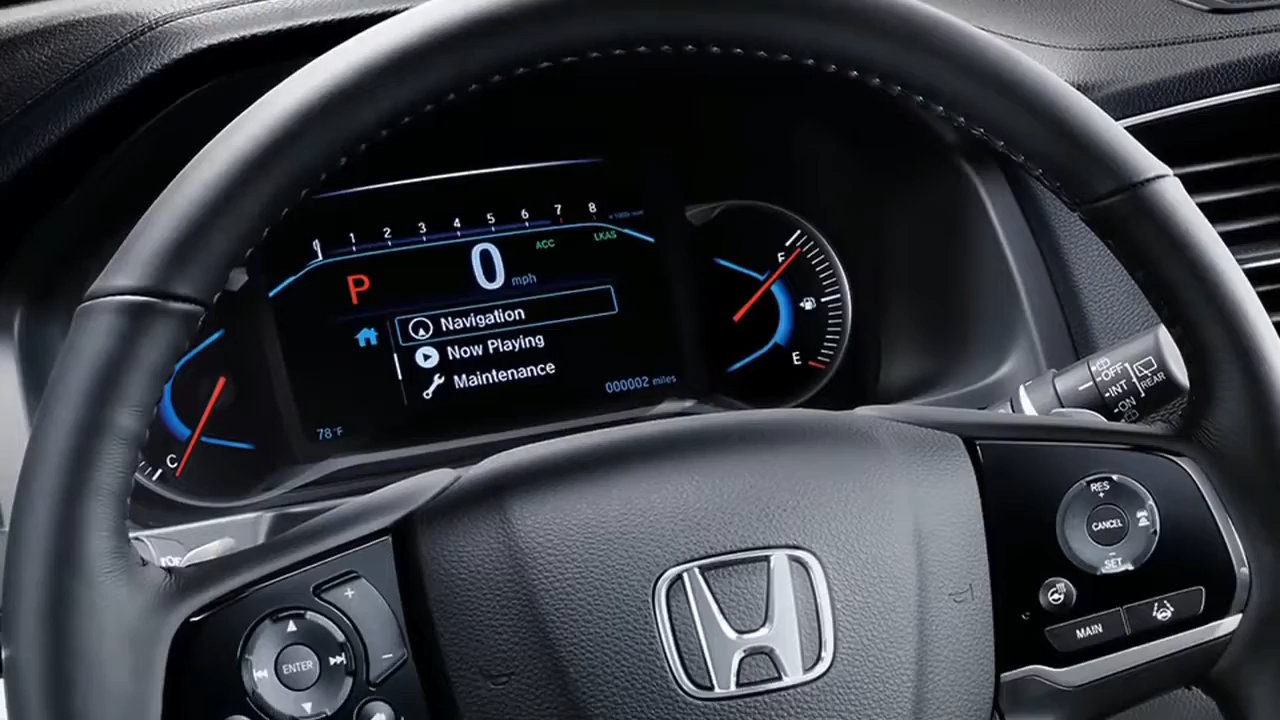 0 1 2 3 4 5 6 7 8
ACC LKAS
P 0 mph
Navigation
Now Playing
Maintenance
000002 miles
78°F
C
F
E
OFF
INT
ON
REAR
RES
+
CANCEL
−
SET
MAIN
+
ENTER
−